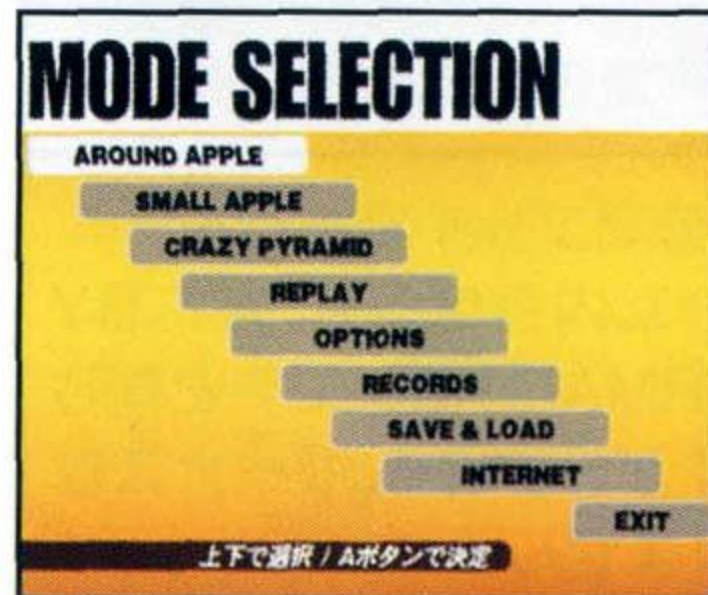 MODE SELECTION
AROUND APPLE
SMALL APPLE
CRAZY PYRAMID
REPLAY
OPTIONS
RECORDS
SAVE & LOAD
INTERNET
EXIT
上下で選択 / Aボタンで決定